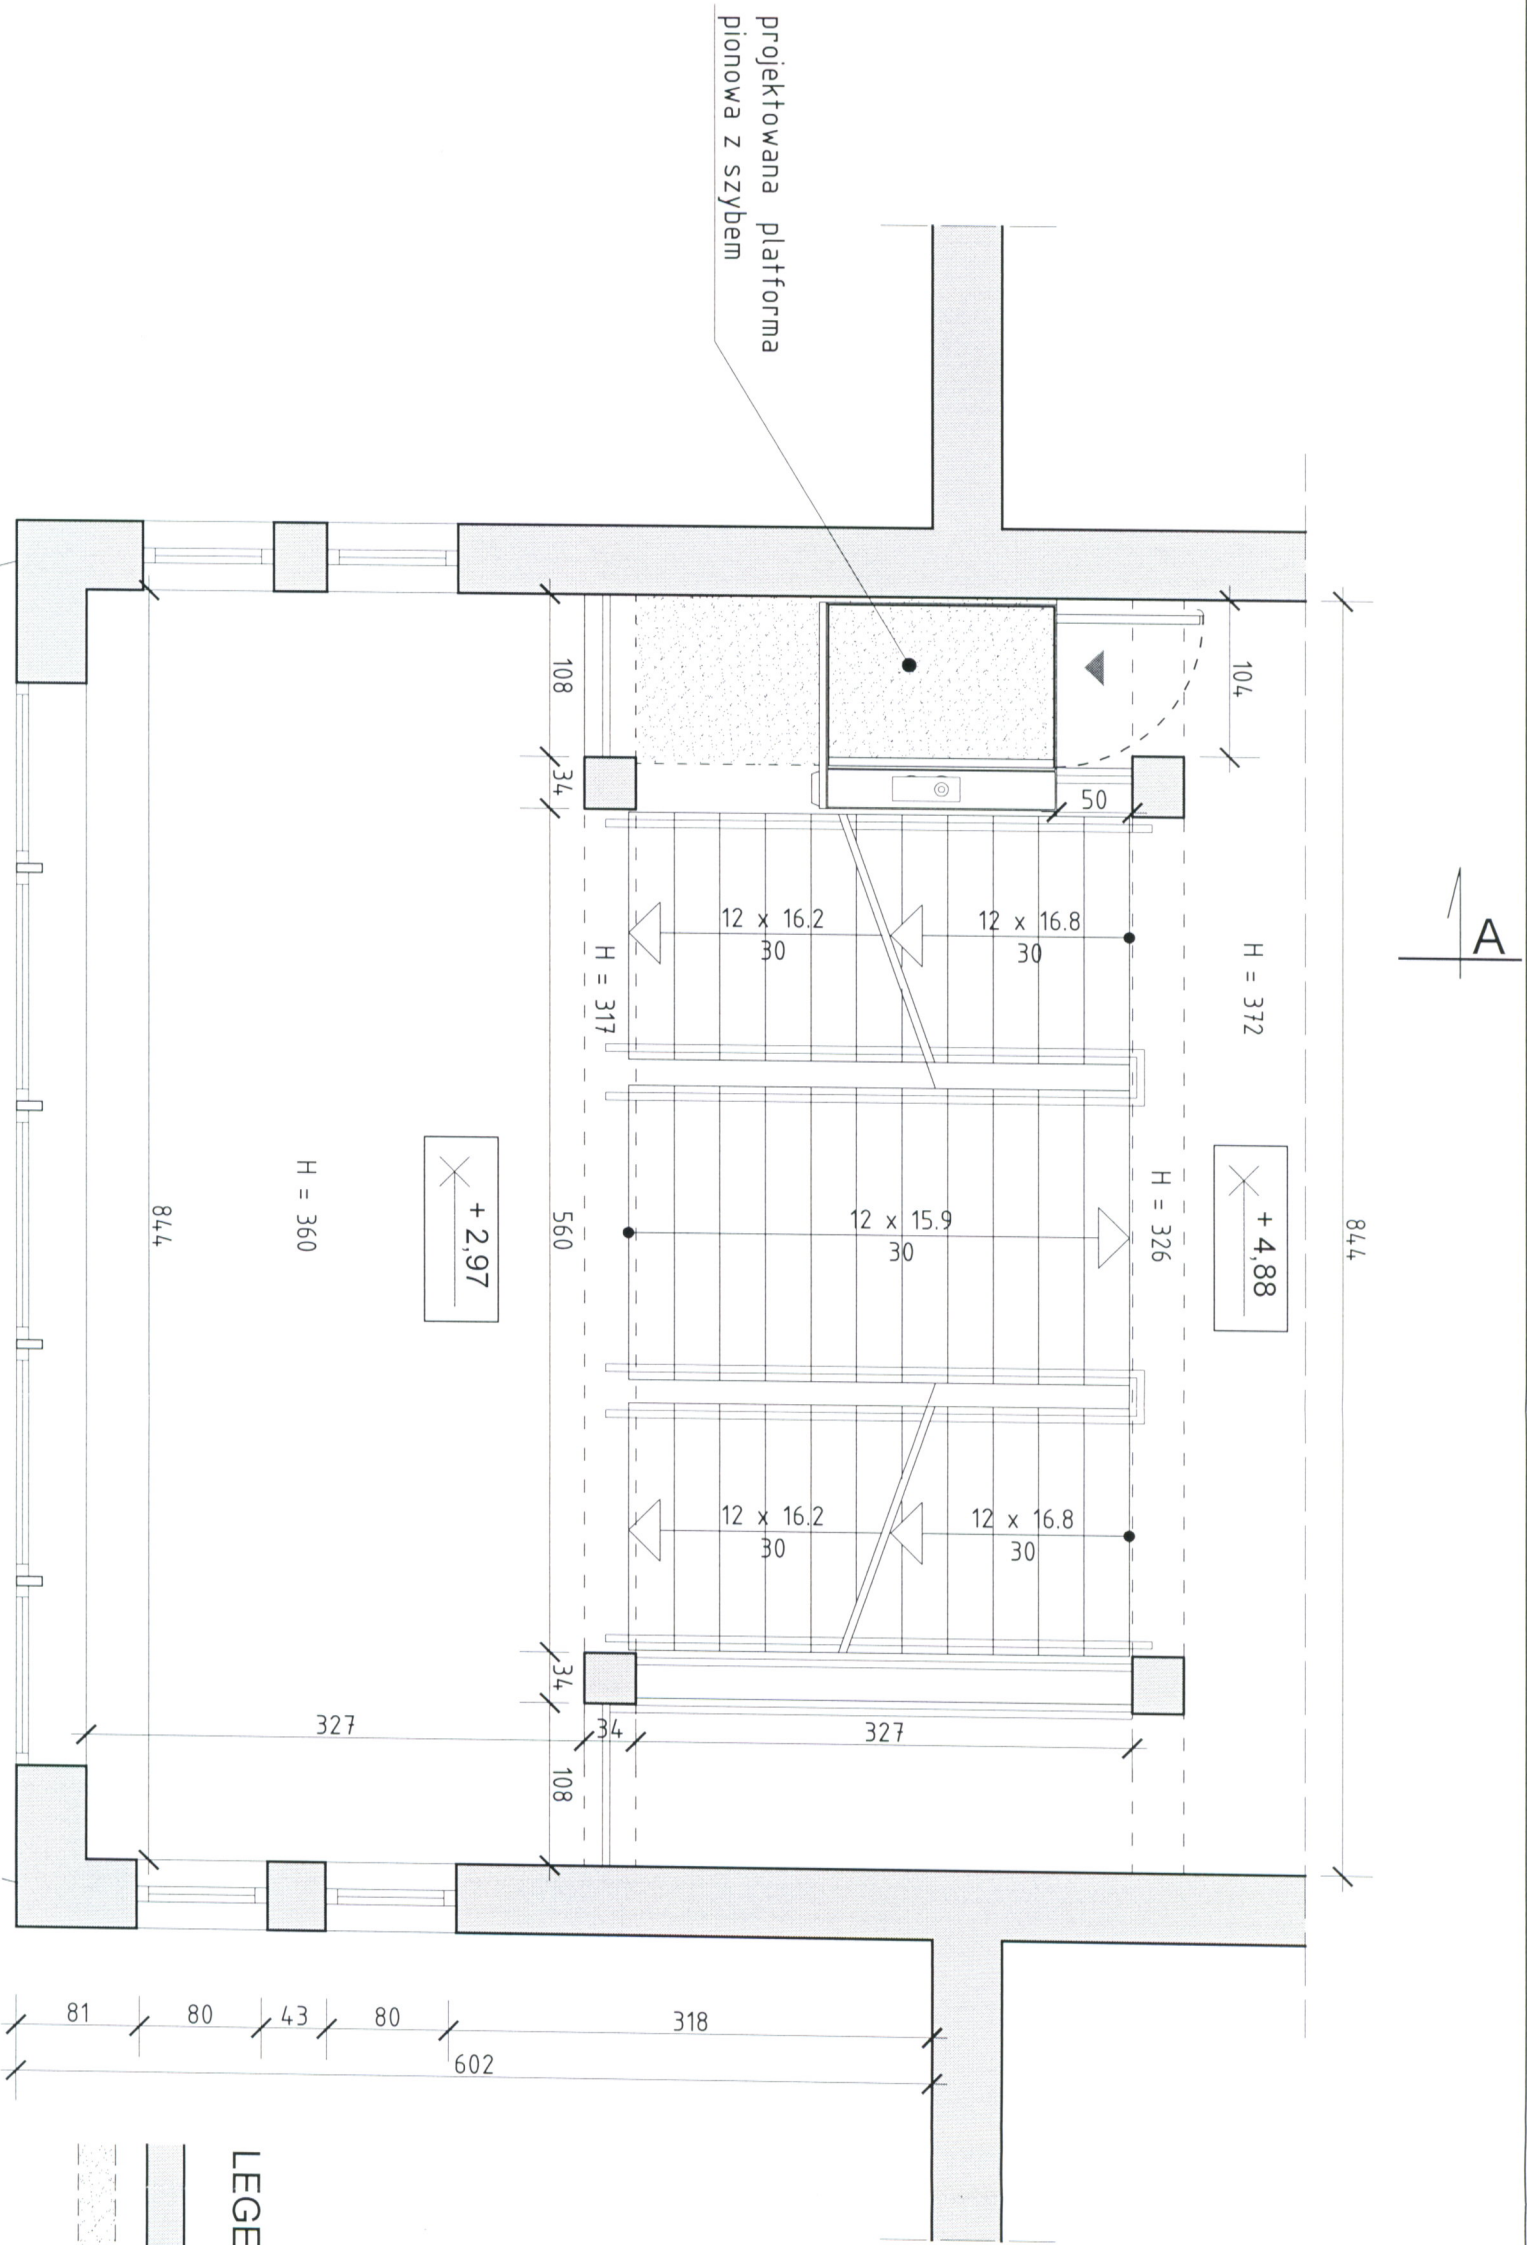 projektowana platforma
pionowa z szybem
A
844
104
H = 372
+ 4,88
H = 326
50
12 x 16.2
30
12 x 16.8
30
H = 317
12 x 15.9
30
12 x 16.2
30
12 x 16.8
30
108
34
560
34
108
+ 2,97
H = 360
844
327
34
327
81
80
43
80
318
602
LEGE